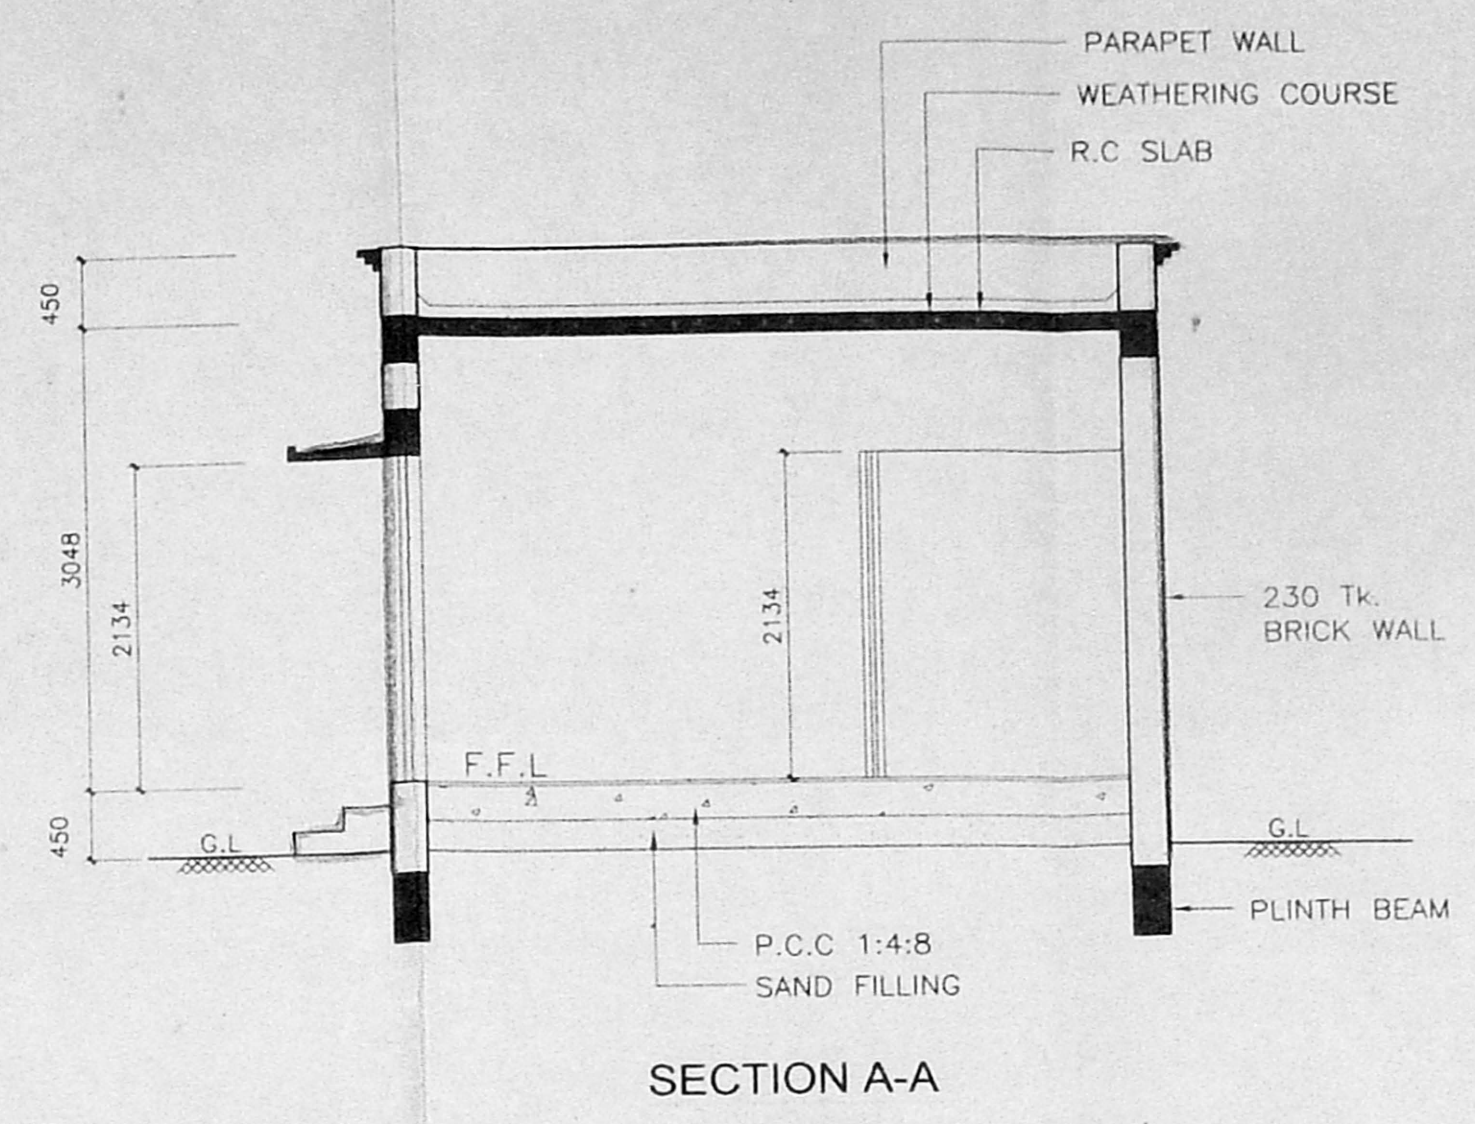 PARAPET WALL
WEATHERING COURSE
R.C SLAB
450
3048
2134
2134
230 Tk.
BRICK WALL
F.F.L
450
G.L
G.L
PLINTH BEAM
P.C.C 1:4:8
SAND FILLING
SECTION A-A